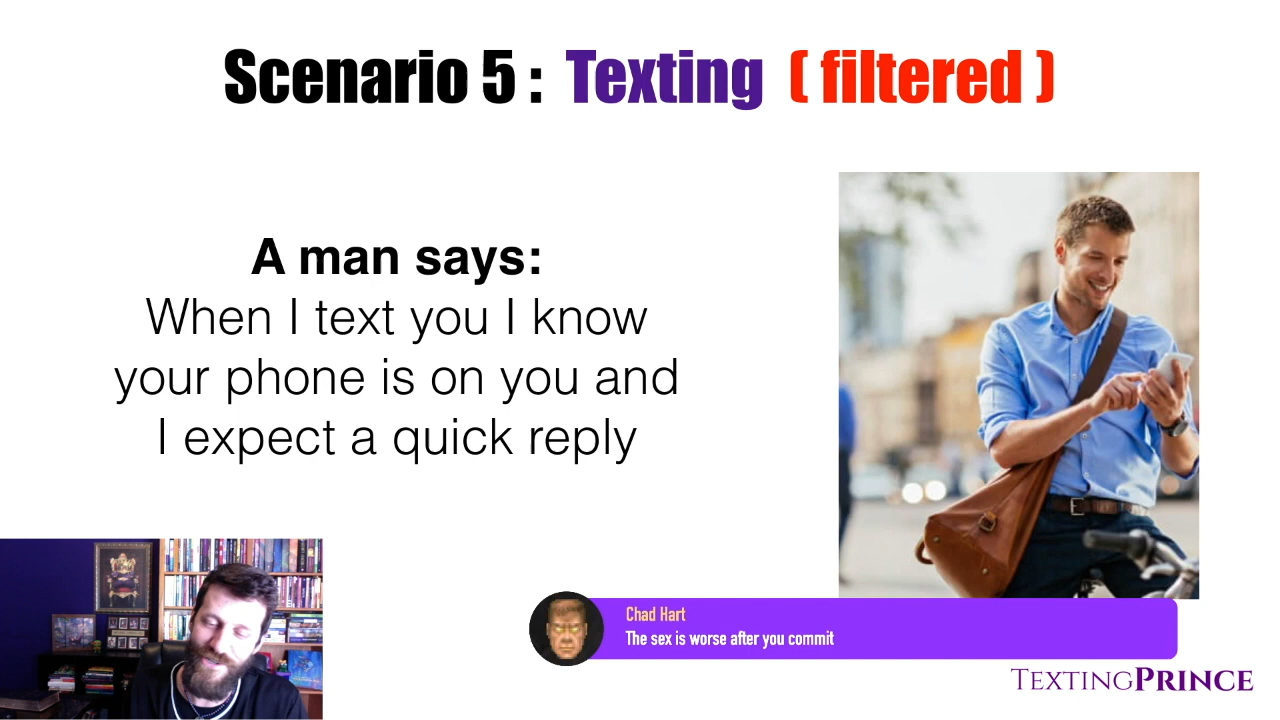 Scenario 5 : Texting ( filtered )
A man says:
When I text you I know
your phone is on you and
I expect a quick reply
Chad Hart
The sex is worse after you commit
TEXTINGPRINCE